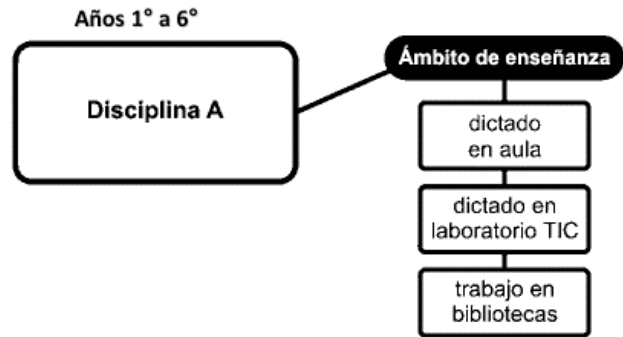 Años 1° a 6°
Disciplina A
Ámbito de enseñanza
dictado
en aula
dictado en
laboratorio TIC
trabajo en
bibliotecas